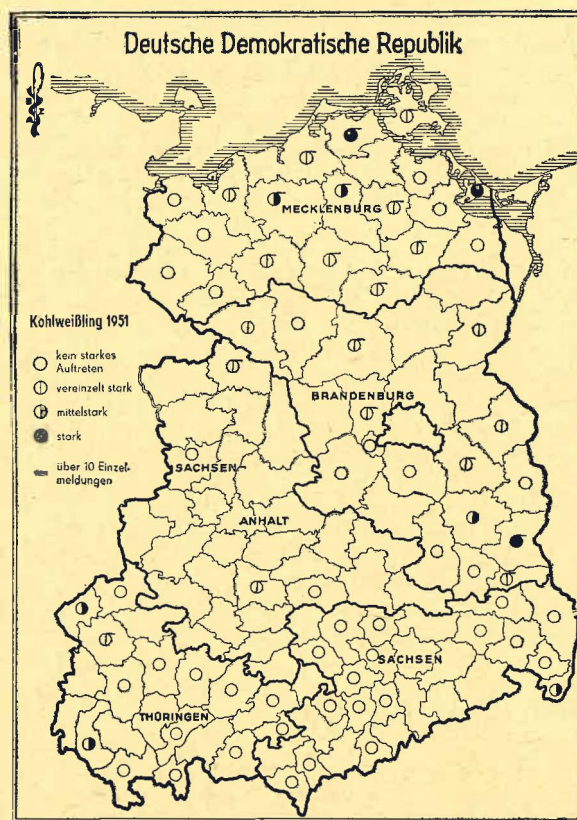 Deutsche Demokratische Republik
MECKLENBURG
Kohlweißling 1951
kein starkes
Auftreten
vereinzelt stark
mittelstark
stark
über 10 Einzel-
meldungen
BRANDENBURG
SACHSEN-
ANHALT
SACHSEN
THÜRINGEN